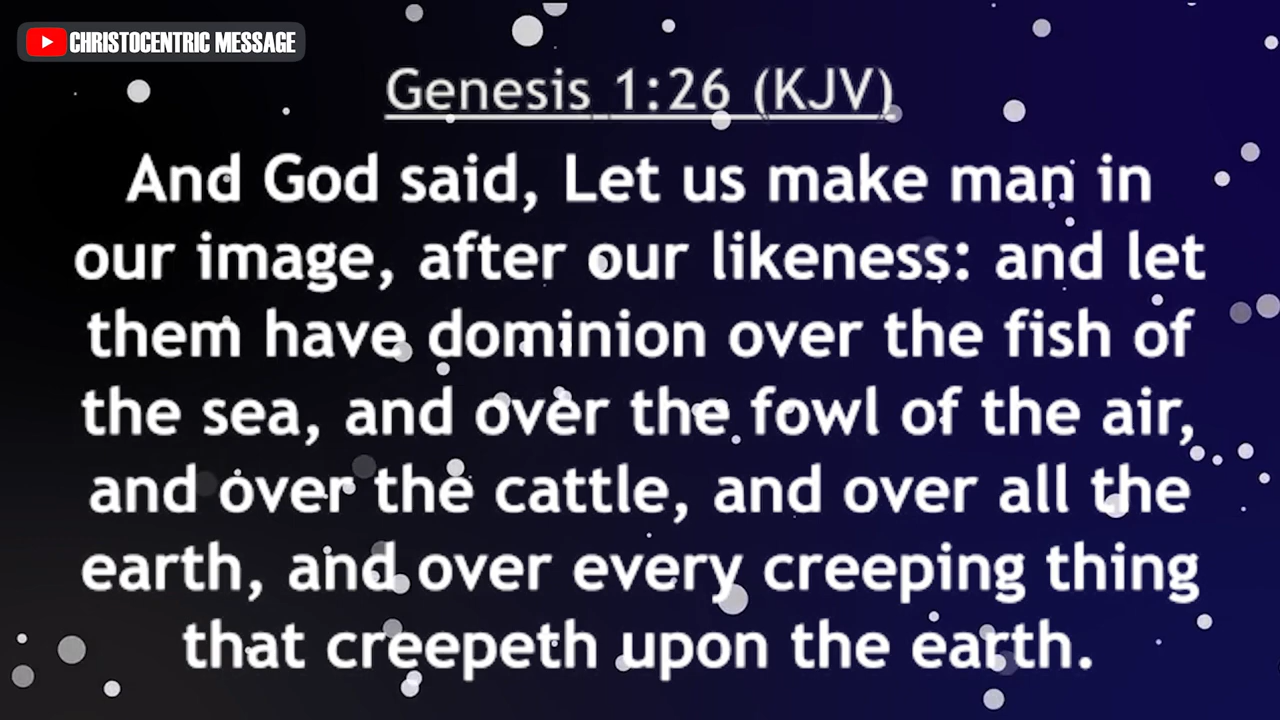 CHRISTOCENTRIC MESSAGE
Genesis 1:26 (KJV)
And God said, Let us make man in
our image, after our likeness: and let
them have dominion over the fish of
the sea, and over the fowl of the air,
and over the cattle, and over all the
earth, and over every creeping thing
that creepeth upon the earth.